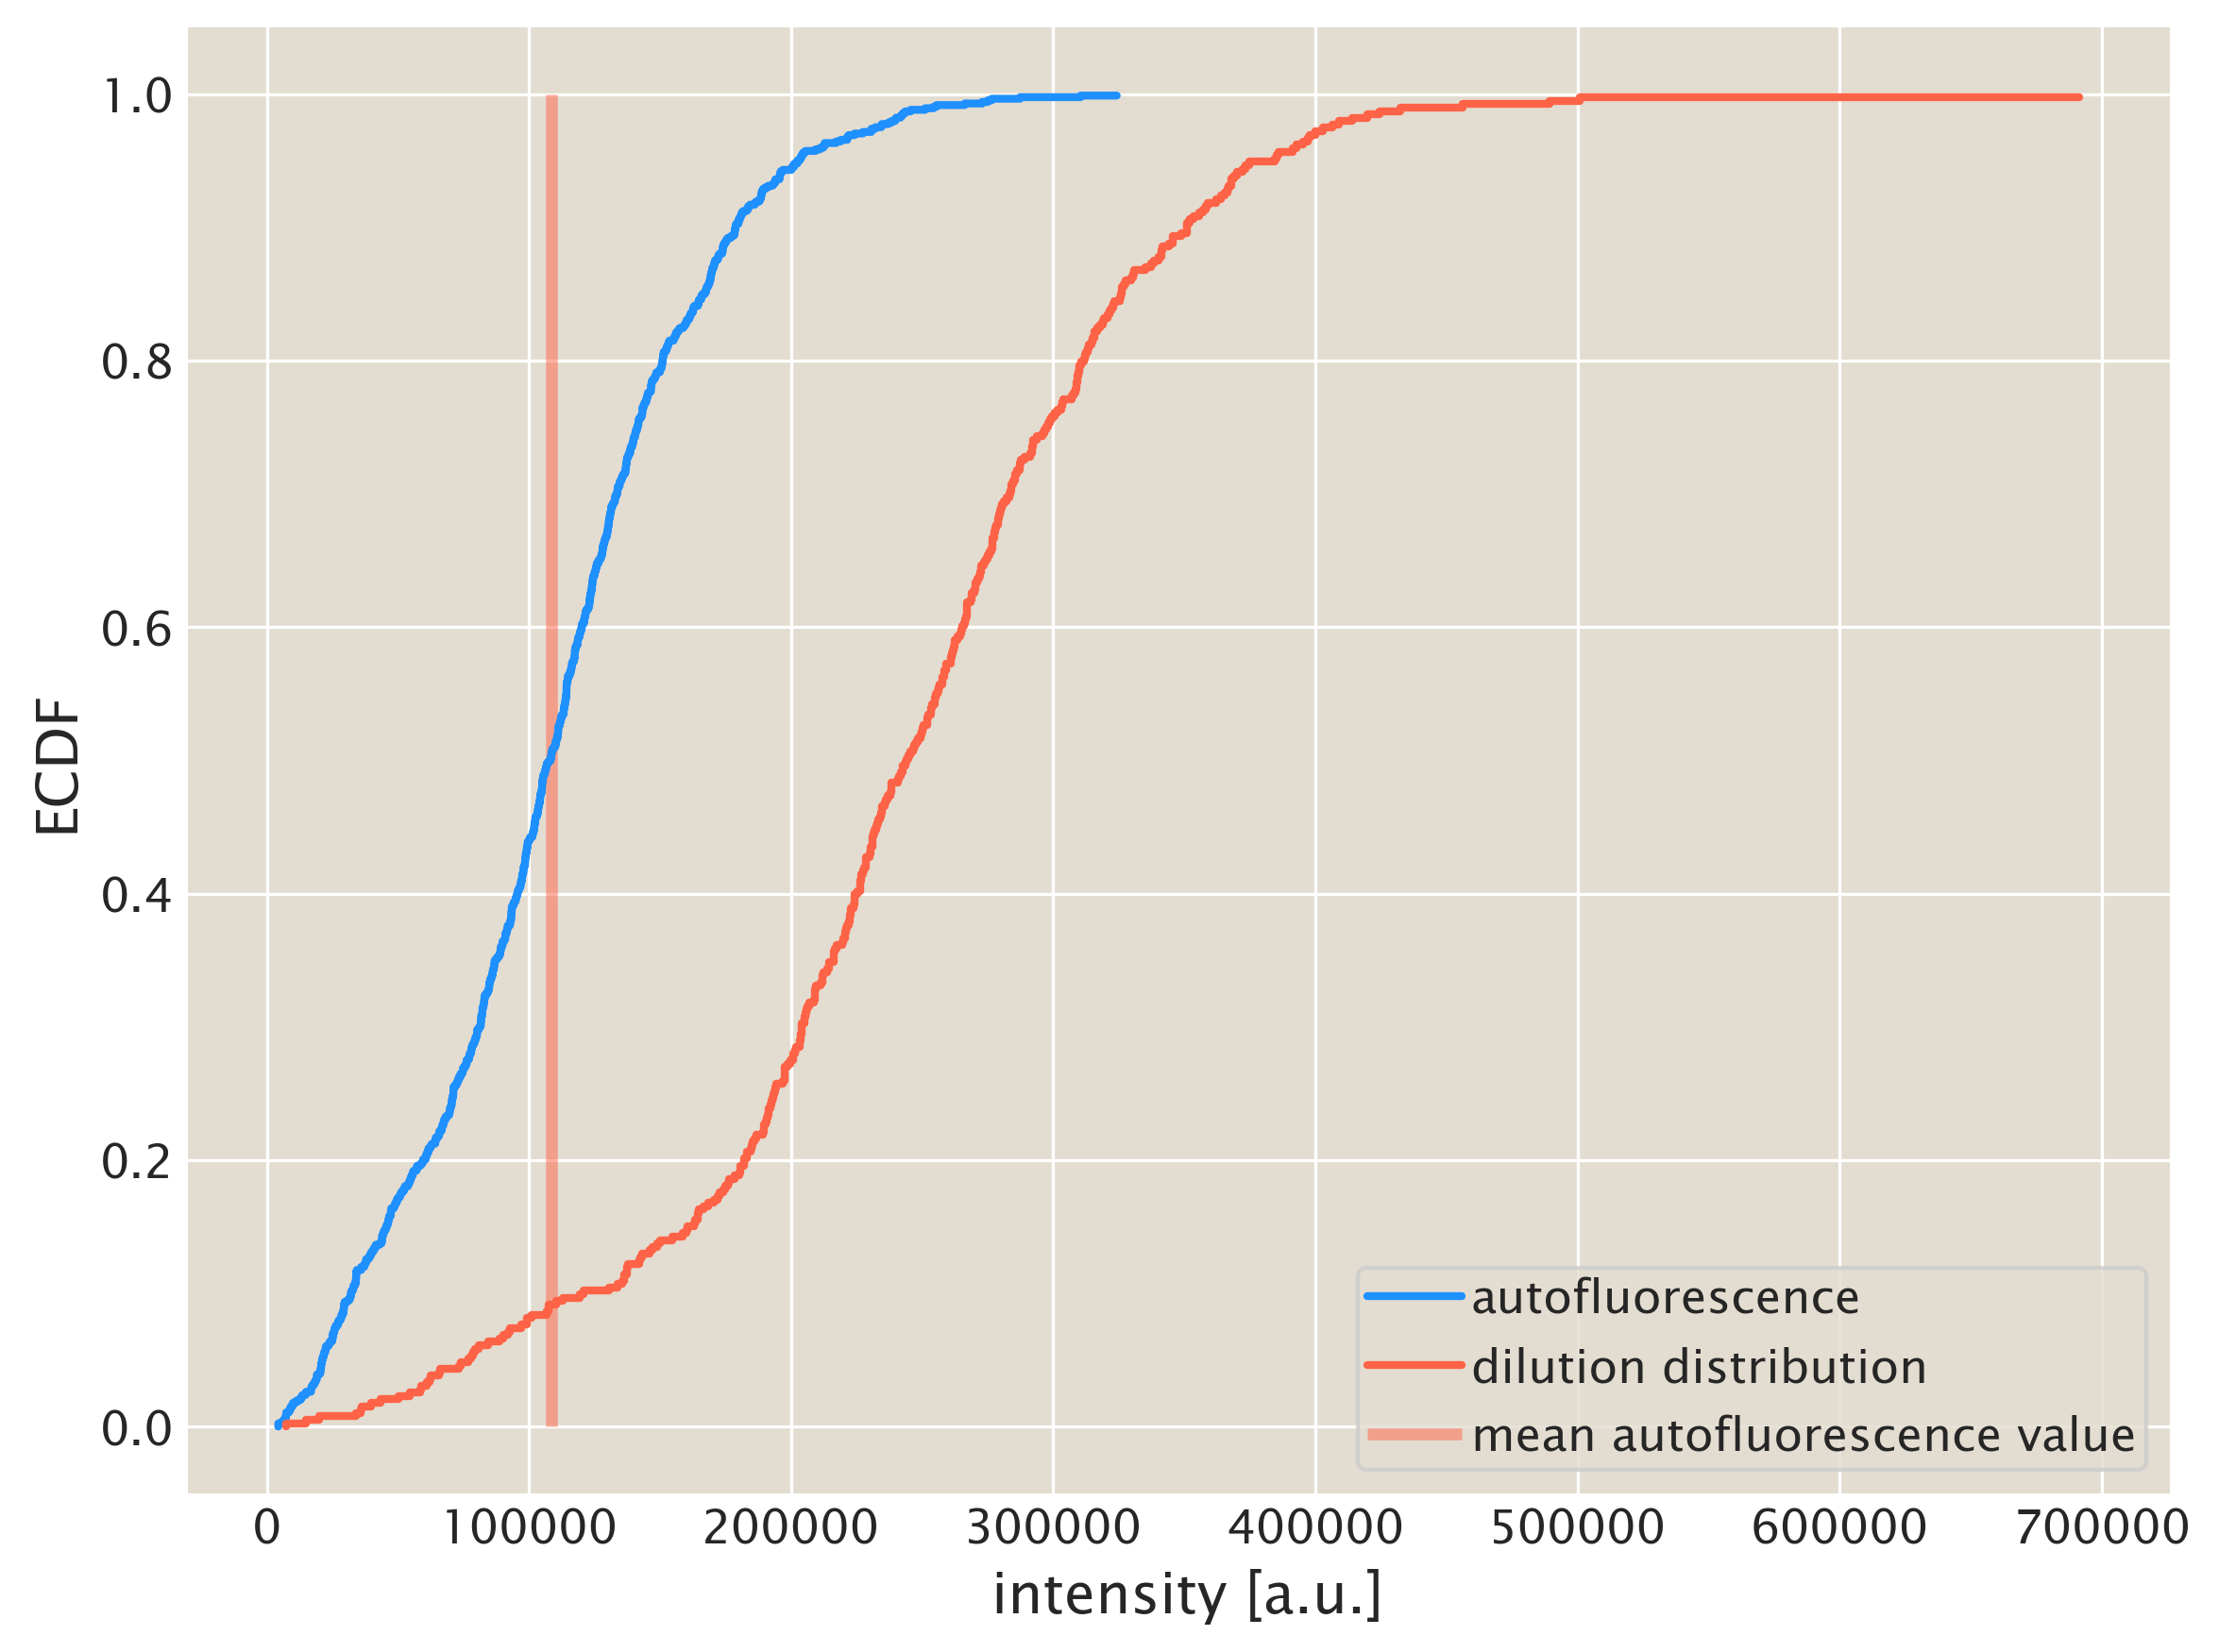 1.0
0.8
0.6
0.4
0.2
0.0
ECDF
autofluorescence
dilution distribution
mean autofluorescence value
0 100000 200000 300000 400000 500000 600000 700000
intensity [a.u.]